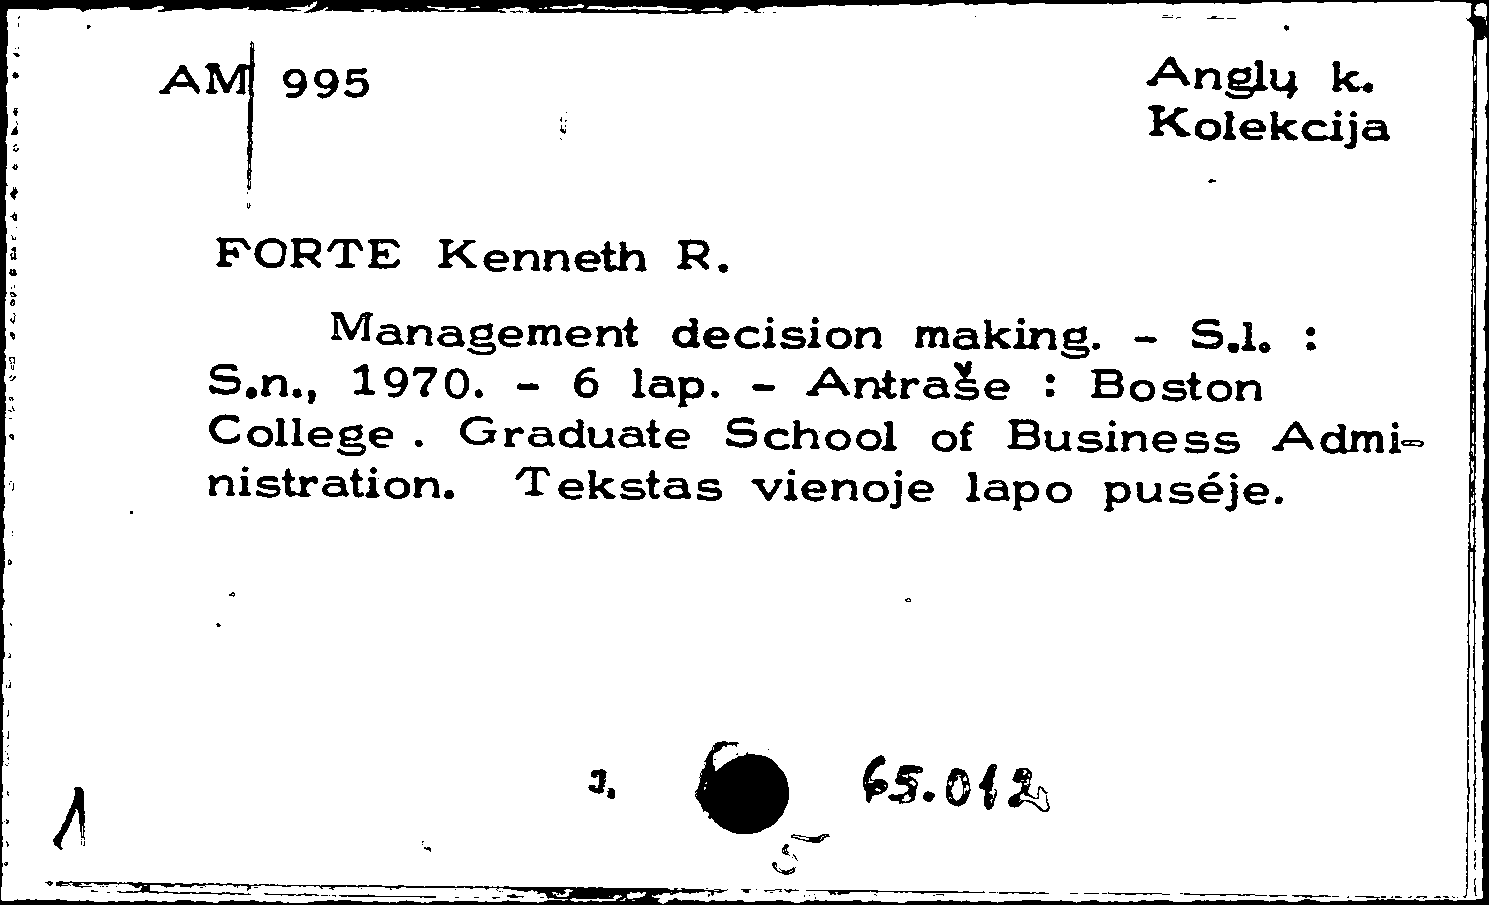 AM 995
Anglų k.
Kolekcija
FORTE Kenneth R.
Management decision making. - S.l. :
S.n., 1970. - 6 lap. - Antraše : Boston
College . Graduate School of Business Admi-
nistration. Tekstas vienoje lapo puséje.
65.012
1